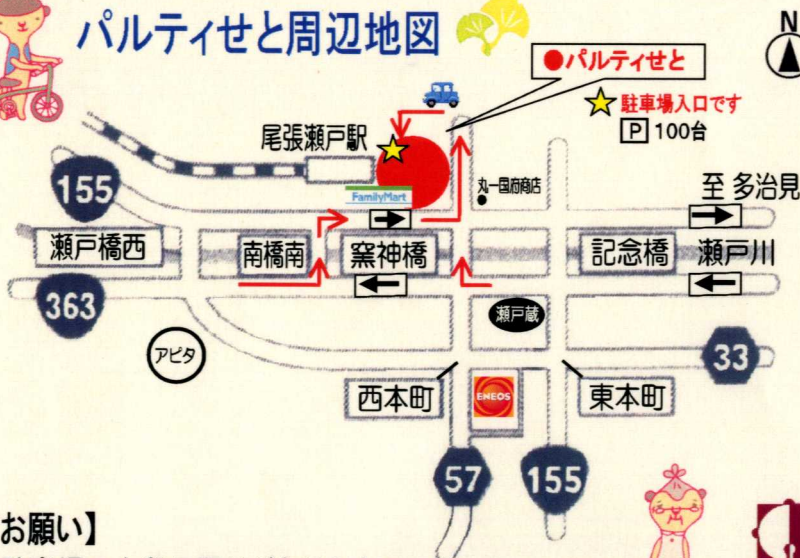 パルティせと周辺地図
N
●パルティせと
駐車場入口です
P 100台
尾張瀬戸駅
丸一国府商店
至 多治見
155
FamilyMart
瀬戸橋西
南橋南
窯神橋
記念橋
瀬戸川
363
瀬戸蔵
アピタ
33
西本町
ENEOS
東本町
57
155
お願い】